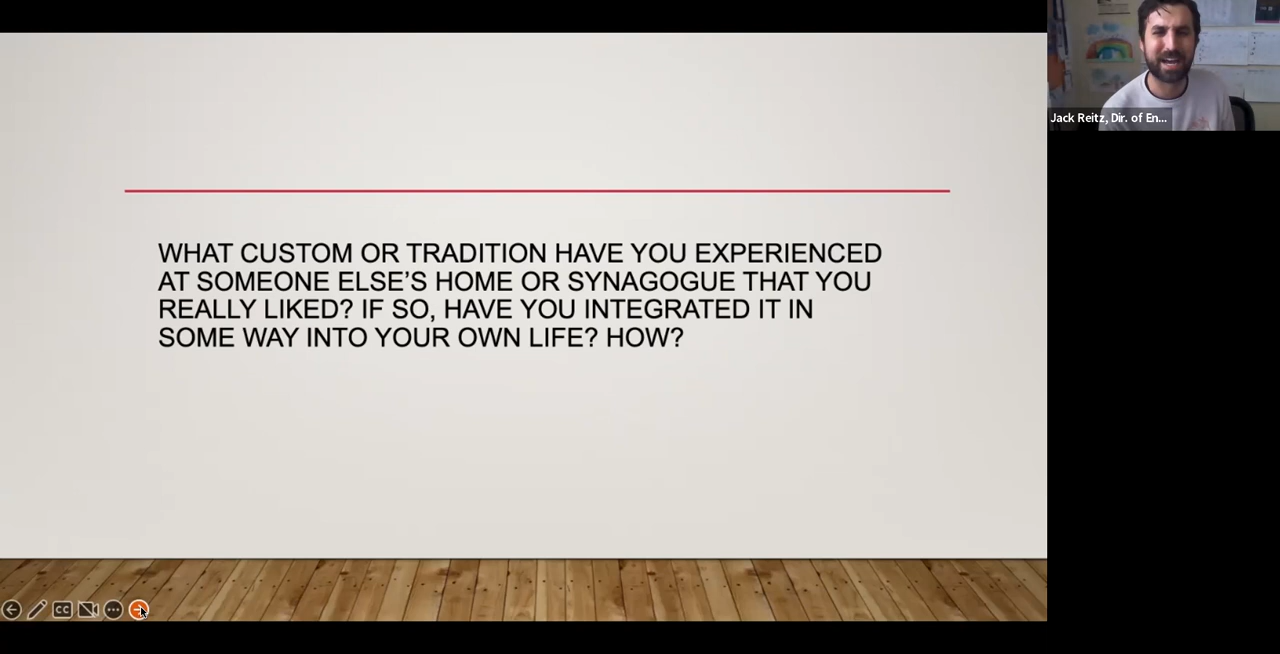 WHAT CUSTOM OR TRADITION HAVE YOU EXPERIENCED
AT SOMEONE ELSE’S HOME OR SYNAGOGUE THAT YOU
REALLY LIKED? IF SO, HAVE YOU INTEGRATED IT IN
SOME WAY INTO YOUR OWN LIFE? HOW?
Jack Reitz, Dir. of En...
CC